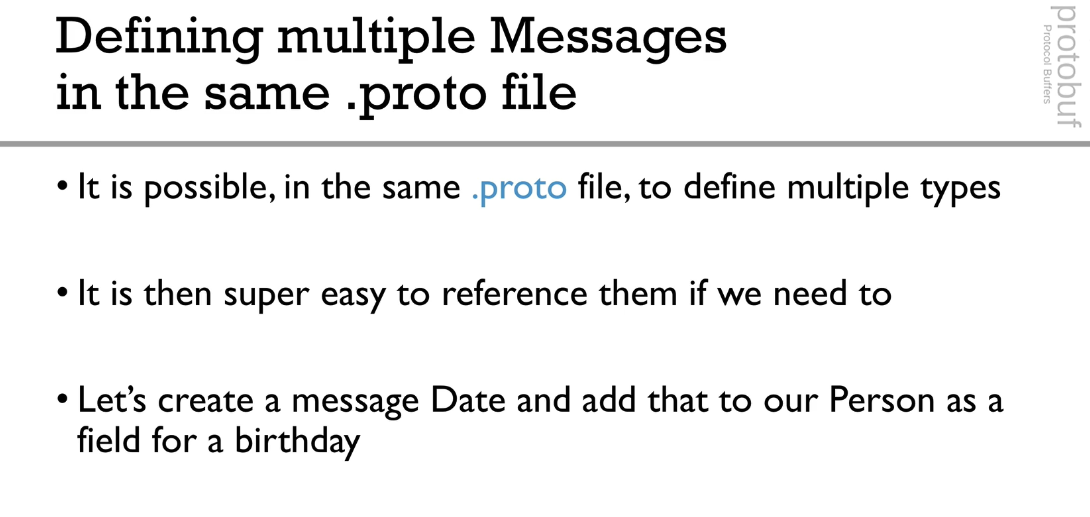 Defining multiple Messages
in the same .proto file
protobuf
Protocol Buffers
• It is possible, in the same .proto file, to define multiple types
• It is then super easy to reference them if we need to
• Let’s create a message Date and add that to our Person as a
field for a birthday